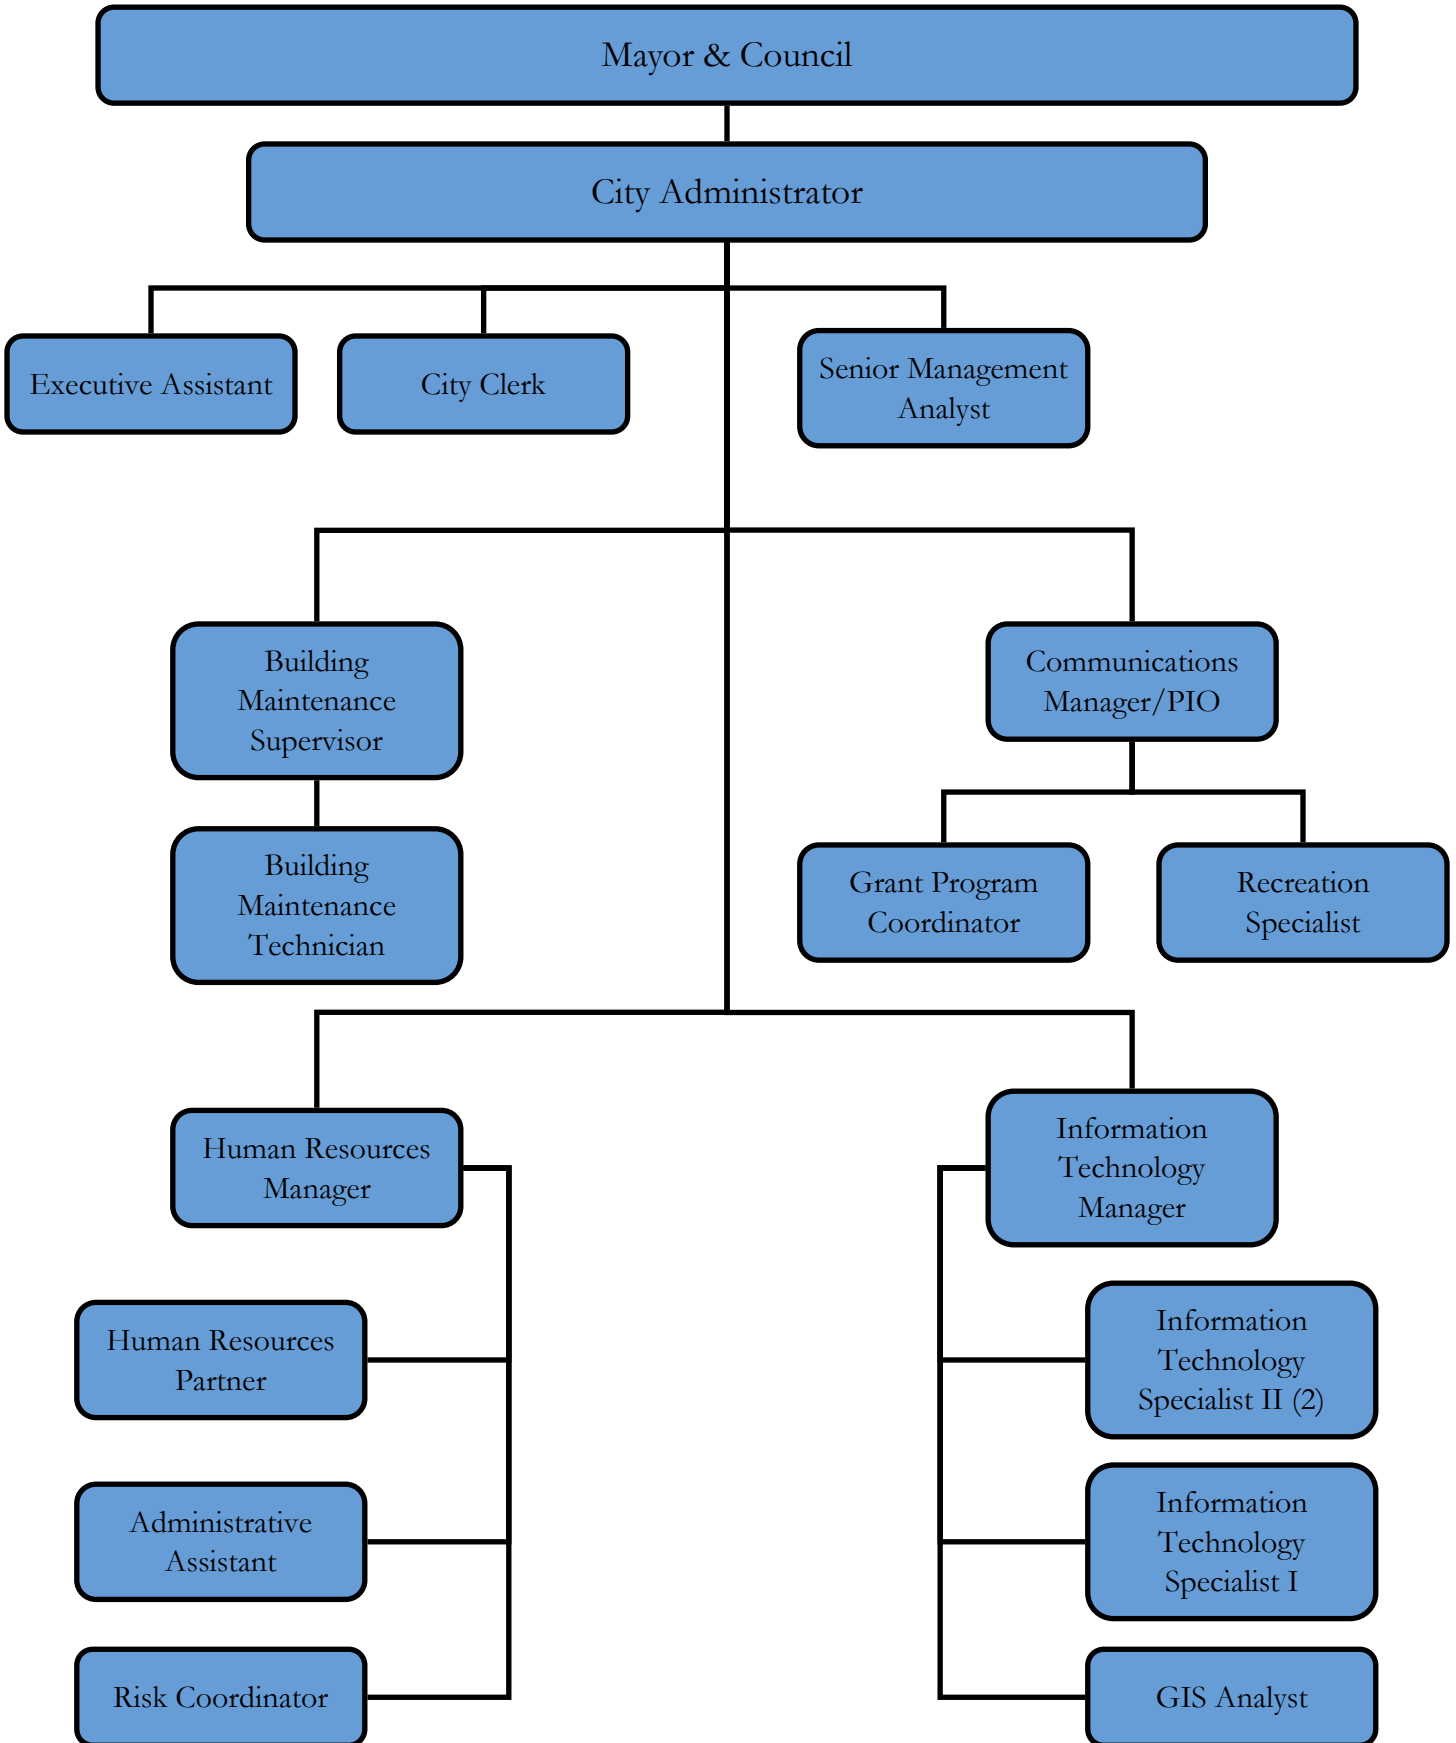 Mayor & Council
City Administrator
Executive Assistant
City Clerk
Senior Management
Analyst
Building
Maintenance
Supervisor
Communications
Manager/PIO
Building
Maintenance
Technician
Grant Program
Coordinator
Recreation
Specialist
Human Resources
Manager
Information
Technology
Manager
Human Resources
Partner
Information
Technology
Specialist II (2)
Administrative
Assistant
Information
Technology
Specialist I
Risk Coordinator
GIS Analyst